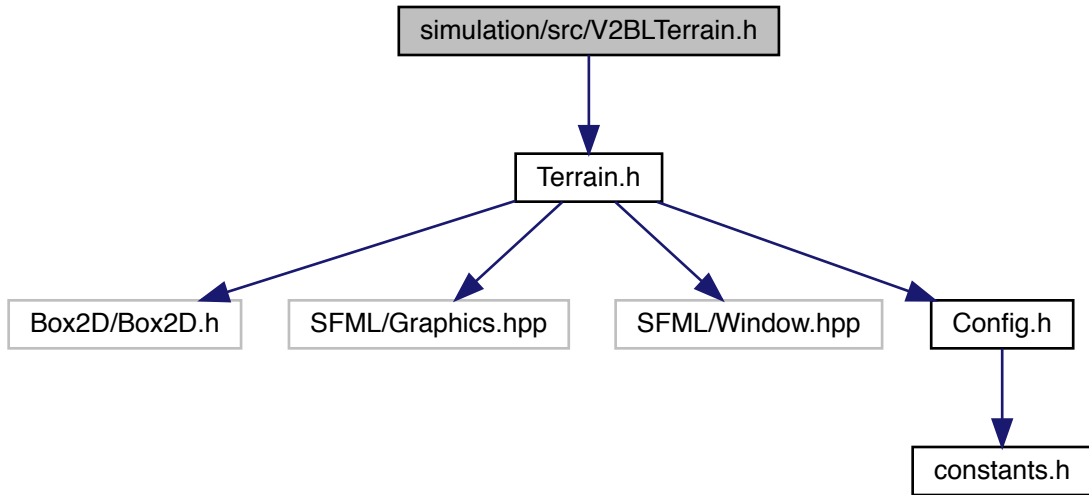 simulation/src/V2BLTerrain.h
Terrain.h
Box2D/Box2D.h
SFML/Graphics.hpp
SFML/Window.hpp
Config.h
constants.h